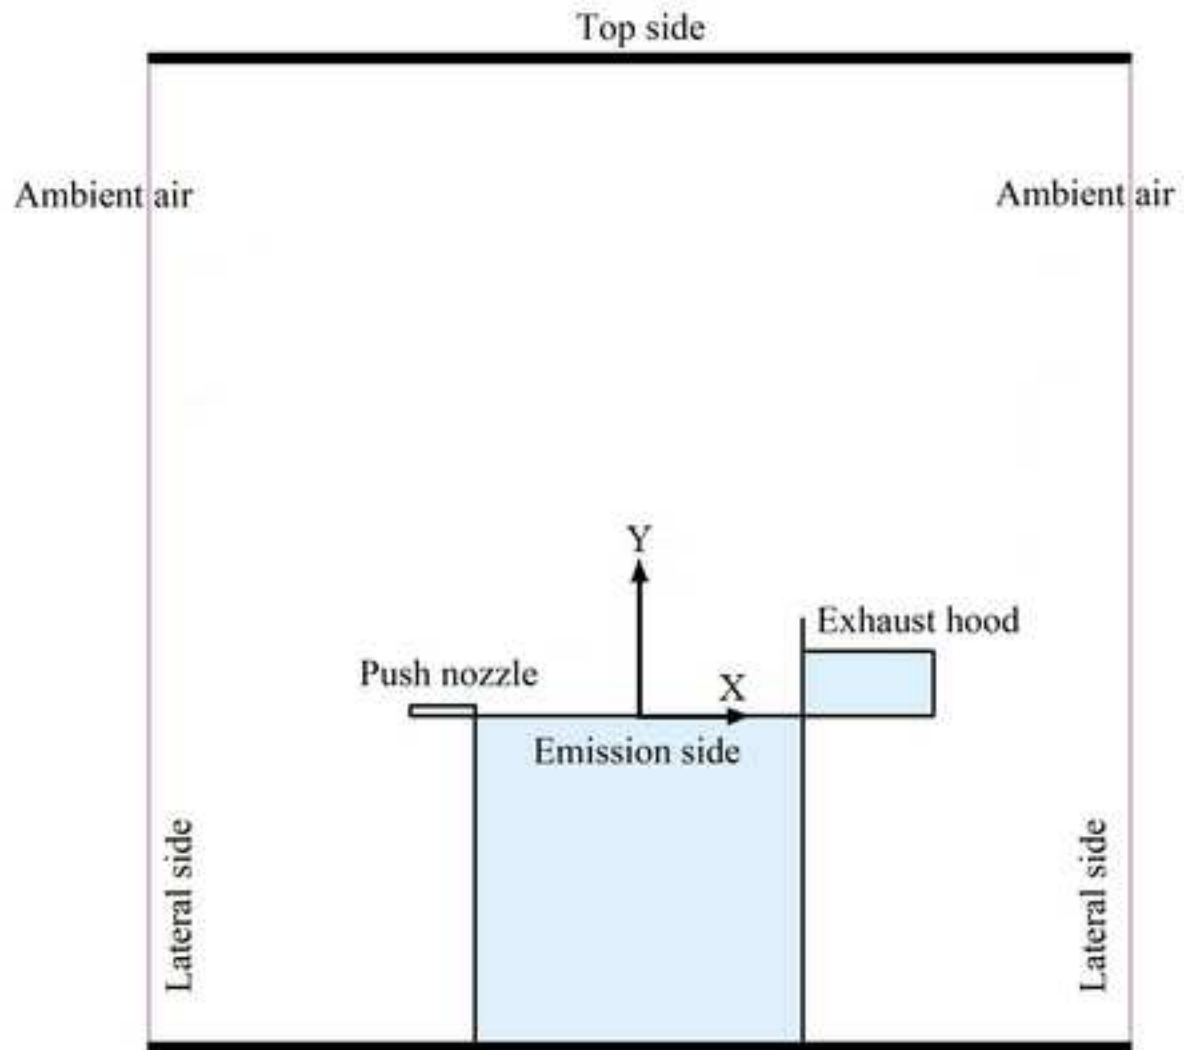 Top side
Ambient air
Ambient air
Y
Exhaust hood
Push nozzle
X
Emission side
Lateral side
Lateral side